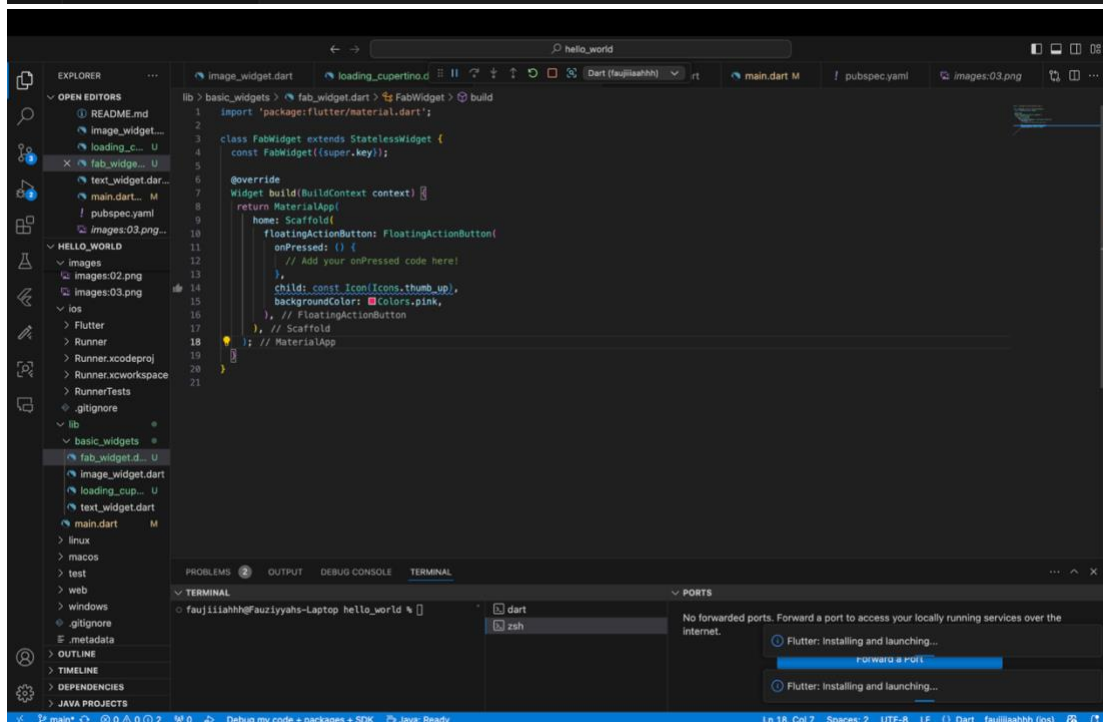 hello_world
EXPLORER
image_widget.dart
loading_cupertino.d
Dart (faujiiiaahhh)
rt
main.dart M
! pubspec.yaml
images:03.png
OPEN EDITORS
README.md
image_widget....
loading_c... U
fab_widge... U
text_widget.dar...
main.dart... M
! pubspec.yaml
images:03.png...
HELLO_WORLD
images
images:02.png
images:03.png
ios
Flutter
Runner
Runner.xcodeproj
Runner.xcworkspace
RunnerTests
.gitignore
lib
basic_widgets
fab_widget.d... U
image_widget.dart
loading_cup... U
text_widget.dart
main.dart M
linux
macos
test
web
windows
.gitignore
.metadata
OUTLINE
TIMELINE
DEPENDENCIES
JAVA PROJECTS
lib > basic_widgets > fab_widget.dart > FabWidget > build
1 import 'package:flutter/material.dart';
2
3 class FabWidget extends StatelessWidget {
4 const FabWidget({super.key});
5
6 @override
7 Widget build(BuildContext context) {
8 return MaterialApp(
9 home: Scaffold(
10 floatingActionButton: FloatingActionButton(
11 onPressed: () {
12 // Add your onPressed code here!
13 },
14 child: const Icon(Icons.thumb_up),
15 backgroundColor: Colors.pink,
16 ), // FloatingActionButton
17 ), // Scaffold
18 ); // MaterialApp
19 }
20 }
21
PROBLEMS 2 OUTPUT DEBUG CONSOLE TERMINAL
TERMINAL
faujiiiahhh@Fauziyyahs-Laptop hello_world %
dart
zsh
PORTS
No forwarded ports. Forward a port to access your locally running services over the
internet.
Flutter: Installing and launching...
Forward a Port
Flutter: Installing and launching...
main* 0 0 2 0 Debug my code + packages + SDK Java: Ready
Ln 18, Col 7 Spaces: 2 UTF-8 LF {} Dart